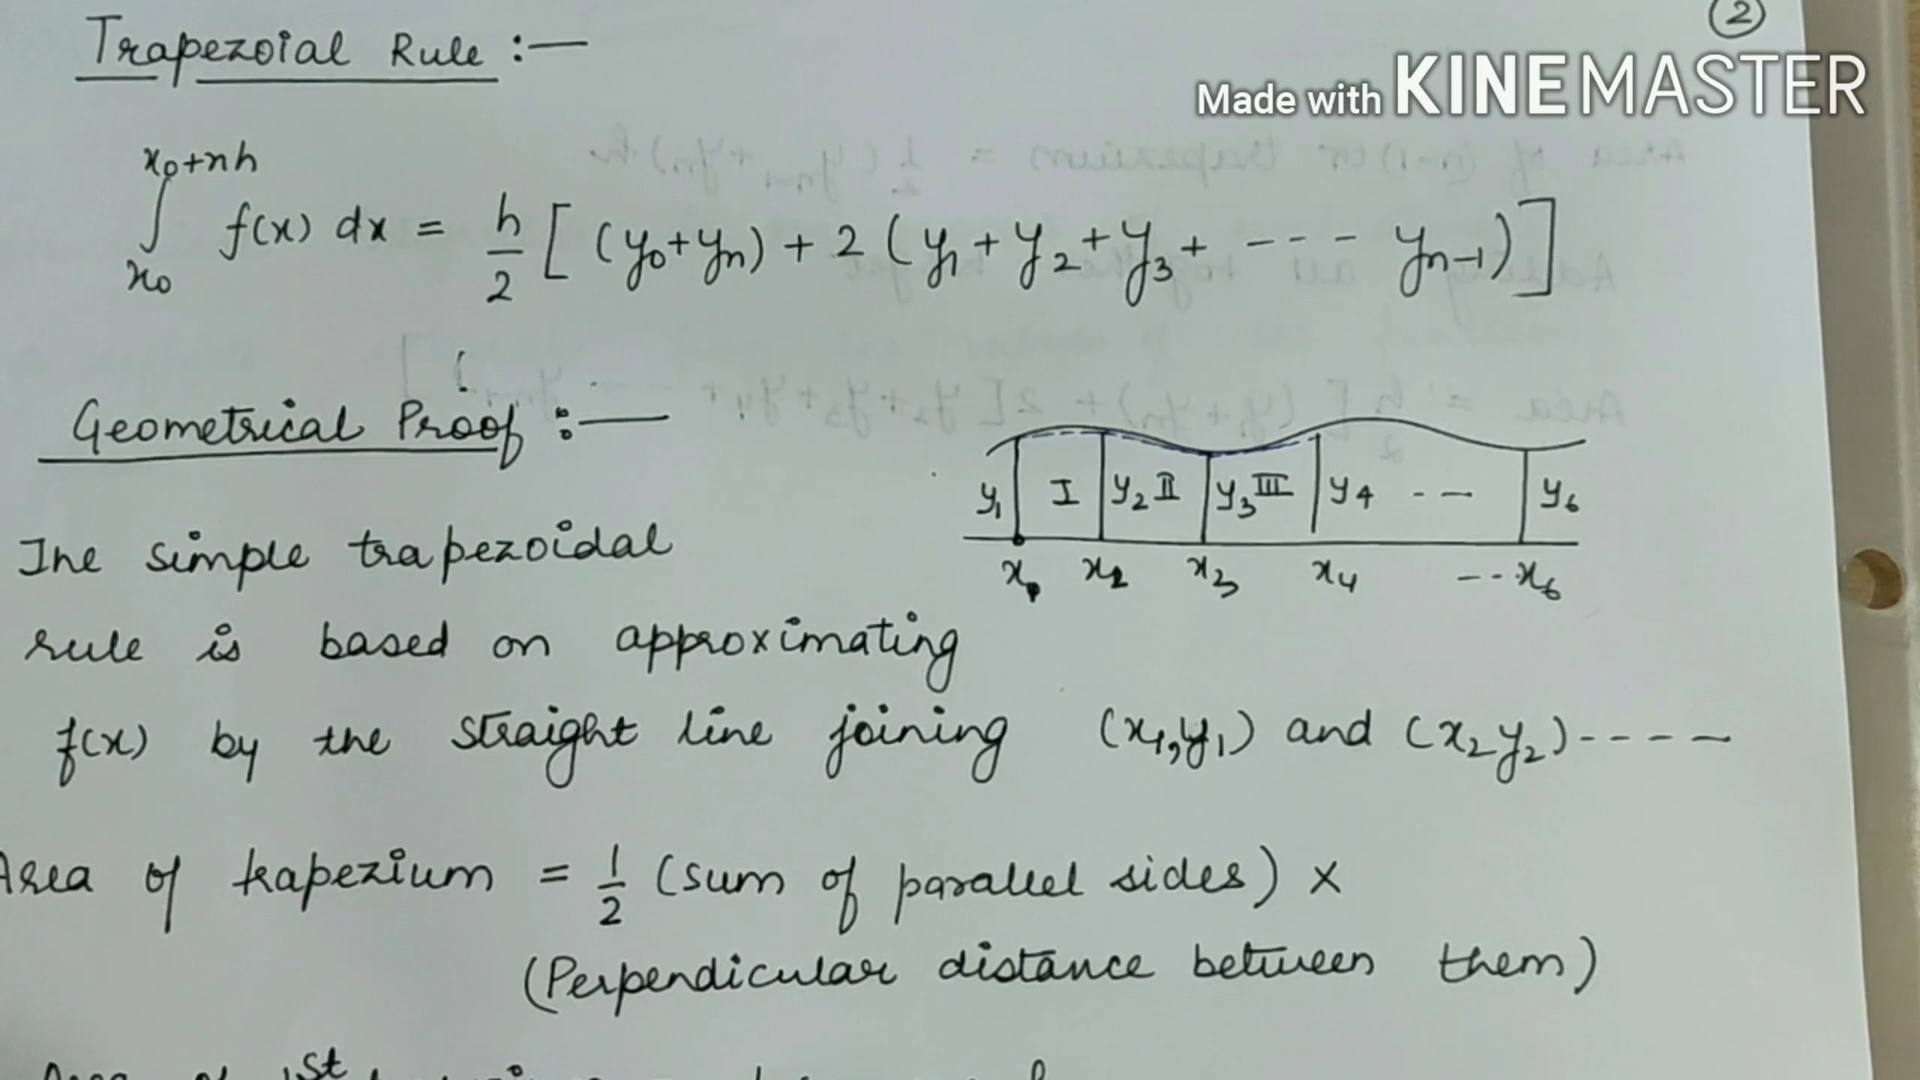 2
Made with KINEMASTER
Trapezoial Rule :—
∫ₓ₀^(x₀+nh) f(x) dx = h/2 [ (y₀+yₙ) + 2 (y₁+y₂+y₃+ ---- yₙ₋₁)]
Geometrical Proof :—
y₁ I y₂ II y₃ III y₄ -- — y₆
x₂ x₃ x₄ --- x₆
The simple trapezoidal
rule is based on approximating
f(x) by the straight line joining (x₁,y₁) and (x₂y₂)-----
Area of trapezium = 1/2 (sum of parallel sides) ×
(Perpendicular distance between them)
1st